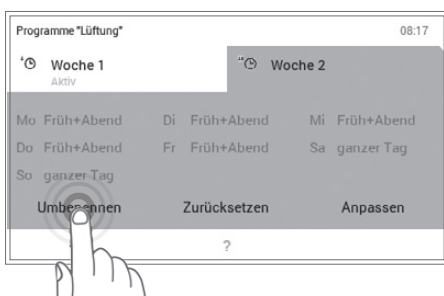 Programme "Lüftung" 08:17
Woche 1 Woche 2
Aktiv
Mo Früh+Abend Di Früh+Abend Mi Früh+Abend
Do Früh+Abend Fr Früh+Abend Sa ganzer Tag
So ganzer Tag
Umbenennen Zurücksetzen Anpassen
?